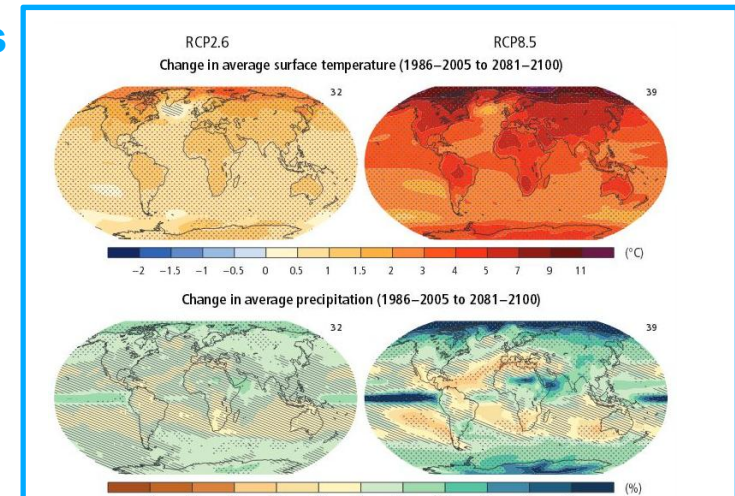 s
RCP2.6 RCP8.5
Change in average surface temperature (1986–2005 to 2081–2100)
32 39
(°C)
−2 −1.5 −1 −0.5 0 0.5 1 1.5 2 3 4 5 7 9 11
Change in average precipitation (1986–2005 to 2081–2100)
32 39
(%)